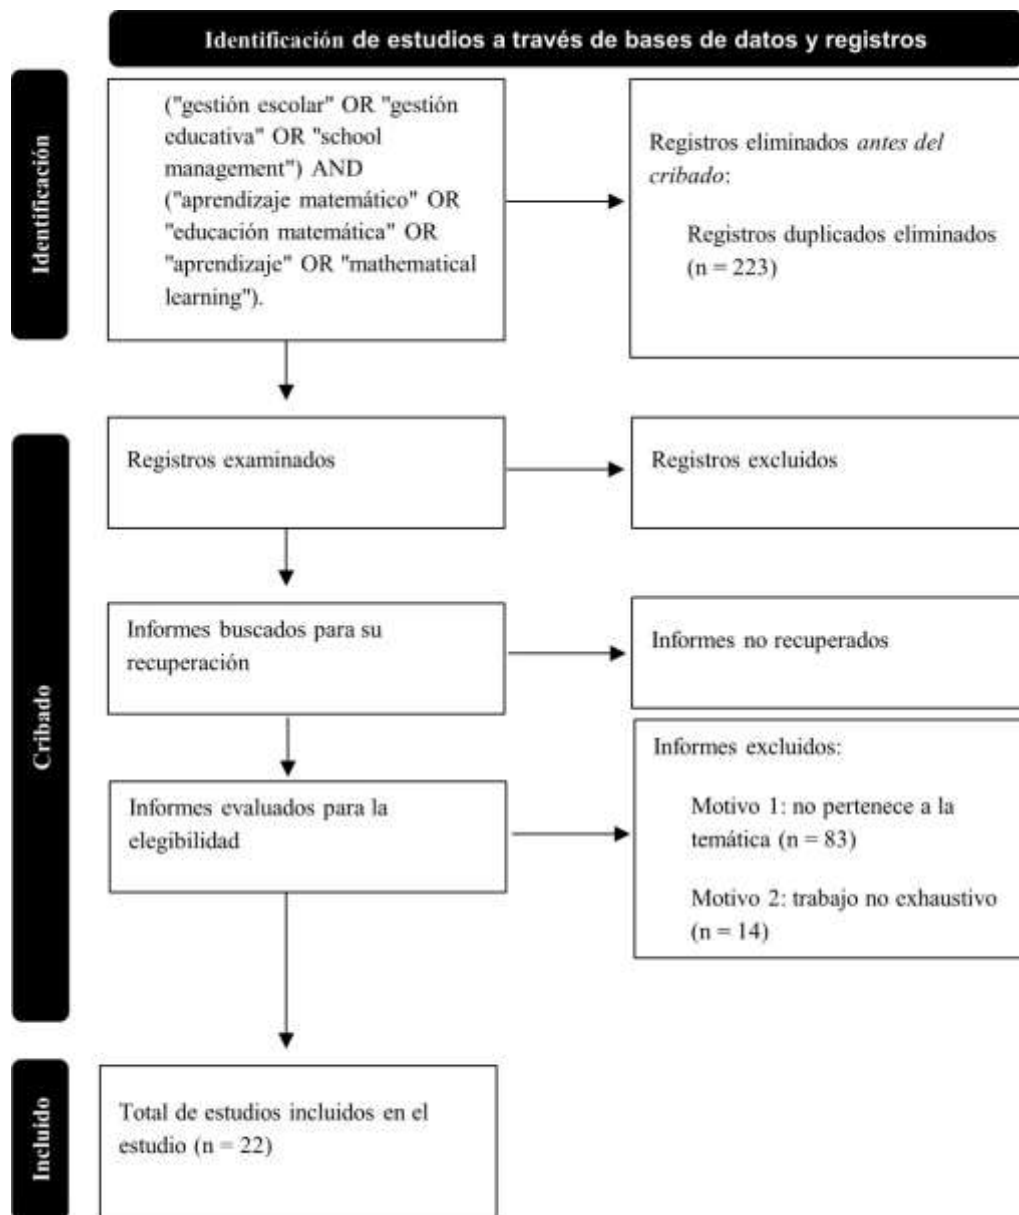 Identificación de estudios a través de bases de datos y registros
Identificación
("gestión escolar" OR "gestión
educativa" OR "school
management") AND
("aprendizaje matemático" OR
"educación matemática" OR
"aprendizaje" OR "mathematical
learning").
Registros eliminados antes del
cribado:
Registros duplicados eliminados
(n = 223)
Cribado
Registros examinados
Registros excluidos
Informes buscados para su
recuperación
Informes no recuperados
Informes evaluados para la
elegibilidad
Informes excluidos:
Motivo 1: no pertenece a la
temática (n = 83)
Motivo 2: trabajo no exhaustivo
(n = 14)
Incluido
Total de estudios incluidos en el
estudio (n = 22)